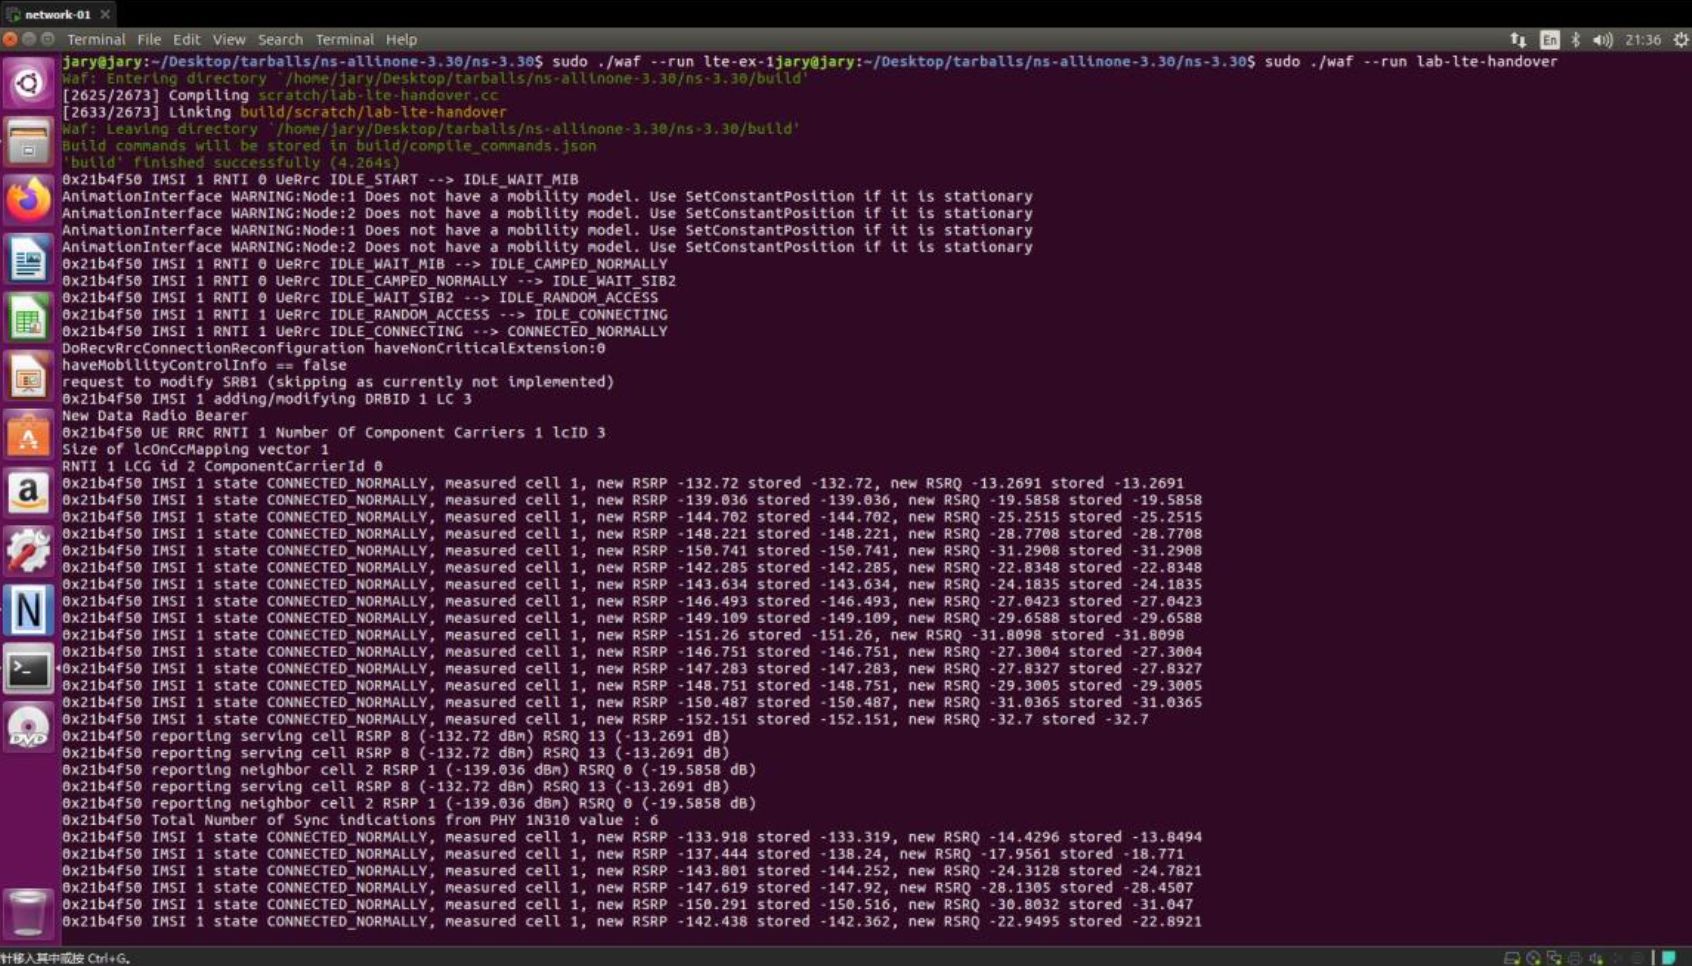 network-01
Terminal File Edit View Search Terminal Help
En
21:36
jary@jary:~/Desktop/tarballs/ns-allinone-3.30/ns-3.30$ sudo ./waf --run lte-ex-1jary@jary:~/Desktop/tarballs/ns-allinone-3.30/ns-3.30$ sudo ./waf --run lab-lte-handover
Waf: Entering directory `/home/jary/Desktop/tarballs/ns-allinone-3.30/ns-3.30/build'
[2625/2673] Compiling scratch/lab-lte-handover.cc
[2633/2673] Linking build/scratch/lab-lte-handover
Waf: Leaving directory `/home/jary/Desktop/tarballs/ns-allinone-3.30/ns-3.30/build'
Build commands will be stored in build/compile_commands.json
'build' finished successfully (4.264s)
0x21b4f50 IMSI 1 RNTI 0 UeRrc IDLE_START --> IDLE_WAIT_MIB
AnimationInterface WARNING:Node:1 Does not have a mobility model. Use SetConstantPosition if it is stationary
AnimationInterface WARNING:Node:2 Does not have a mobility model. Use SetConstantPosition if it is stationary
AnimationInterface WARNING:Node:1 Does not have a mobility model. Use SetConstantPosition if it is stationary
AnimationInterface WARNING:Node:2 Does not have a mobility model. Use SetConstantPosition if it is stationary
0x21b4f50 IMSI 1 RNTI 0 UeRrc IDLE_WAIT_MIB --> IDLE_CAMPED_NORMALLY
0x21b4f50 IMSI 1 RNTI 0 UeRrc IDLE_CAMPED_NORMALLY --> IDLE_WAIT_SIB2
0x21b4f50 IMSI 1 RNTI 0 UeRrc IDLE_WAIT_SIB2 --> IDLE_RANDOM_ACCESS
0x21b4f50 IMSI 1 RNTI 1 UeRrc IDLE_RANDOM_ACCESS --> IDLE_CONNECTING
0x21b4f50 IMSI 1 RNTI 1 UeRrc IDLE_CONNECTING --> CONNECTED_NORMALLY
DoRecvRrcConnectionReconfiguration haveNonCriticalExtension:0
haveMobilityControlInfo == false
request to modify SRB1 (skipping as currently not implemented)
0x21b4f50 IMSI 1 adding/modifying DRBID 1 LC 3
New Data Radio Bearer
0x21b4f50 UE RRC RNTI 1 Number Of Component Carriers 1 lcID 3
Size of lcOnCcMapping vector 1
RNTI 1 LCG id 2 ComponentCarrierId 0
0x21b4f50 IMSI 1 state CONNECTED_NORMALLY, measured cell 1, new RSRP -132.72 stored -132.72, new RSRQ -13.2691 stored -13.2691
0x21b4f50 IMSI 1 state CONNECTED_NORMALLY, measured cell 1, new RSRP -139.036 stored -139.036, new RSRQ -19.5858 stored -19.5858
0x21b4f50 IMSI 1 state CONNECTED_NORMALLY, measured cell 1, new RSRP -144.702 stored -144.702, new RSRQ -25.2515 stored -25.2515
0x21b4f50 IMSI 1 state CONNECTED_NORMALLY, measured cell 1, new RSRP -148.221 stored -148.221, new RSRQ -28.7708 stored -28.7708
0x21b4f50 IMSI 1 state CONNECTED_NORMALLY, measured cell 1, new RSRP -150.741 stored -150.741, new RSRQ -31.2908 stored -31.2908
0x21b4f50 IMSI 1 state CONNECTED_NORMALLY, measured cell 1, new RSRP -142.285 stored -142.285, new RSRQ -22.8348 stored -22.8348
0x21b4f50 IMSI 1 state CONNECTED_NORMALLY, measured cell 1, new RSRP -143.634 stored -143.634, new RSRQ -24.1835 stored -24.1835
0x21b4f50 IMSI 1 state CONNECTED_NORMALLY, measured cell 1, new RSRP -146.493 stored -146.493, new RSRQ -27.0423 stored -27.0423
0x21b4f50 IMSI 1 state CONNECTED_NORMALLY, measured cell 1, new RSRP -149.109 stored -149.109, new RSRQ -29.6588 stored -29.6588
0x21b4f50 IMSI 1 state CONNECTED_NORMALLY, measured cell 1, new RSRP -151.26 stored -151.26, new RSRQ -31.8098 stored -31.8098
0x21b4f50 IMSI 1 state CONNECTED_NORMALLY, measured cell 1, new RSRP -146.751 stored -146.751, new RSRQ -27.3004 stored -27.3004
0x21b4f50 IMSI 1 state CONNECTED_NORMALLY, measured cell 1, new RSRP -147.283 stored -147.283, new RSRQ -27.8327 stored -27.8327
0x21b4f50 IMSI 1 state CONNECTED_NORMALLY, measured cell 1, new RSRP -148.751 stored -148.751, new RSRQ -29.3005 stored -29.3005
0x21b4f50 IMSI 1 state CONNECTED_NORMALLY, measured cell 1, new RSRP -150.487 stored -150.487, new RSRQ -31.0365 stored -31.0365
0x21b4f50 IMSI 1 state CONNECTED_NORMALLY, measured cell 1, new RSRP -152.151 stored -152.151, new RSRQ -32.7 stored -32.7
0x21b4f50 reporting serving cell RSRP 8 (-132.72 dBm) RSRQ 13 (-13.2691 dB)
0x21b4f50 reporting serving cell RSRP 8 (-132.72 dBm) RSRQ 13 (-13.2691 dB)
0x21b4f50 reporting neighbor cell 2 RSRP 1 (-139.036 dBm) RSRQ 0 (-19.5858 dB)
0x21b4f50 reporting serving cell RSRP 8 (-132.72 dBm) RSRQ 13 (-13.2691 dB)
0x21b4f50 reporting neighbor cell 2 RSRP 1 (-139.036 dBm) RSRQ 0 (-19.5858 dB)
0x21b4f50 Total Number of Sync indications from PHY 1N310 value : 6
0x21b4f50 IMSI 1 state CONNECTED_NORMALLY, measured cell 1, new RSRP -133.918 stored -133.319, new RSRQ -14.4296 stored -13.8494
0x21b4f50 IMSI 1 state CONNECTED_NORMALLY, measured cell 1, new RSRP -137.444 stored -138.24, new RSRQ -17.9561 stored -18.771
0x21b4f50 IMSI 1 state CONNECTED_NORMALLY, measured cell 1, new RSRP -143.801 stored -144.252, new RSRQ -24.3128 stored -24.7821
0x21b4f50 IMSI 1 state CONNECTED_NORMALLY, measured cell 1, new RSRP -147.619 stored -147.92, new RSRQ -28.1305 stored -28.4507
0x21b4f50 IMSI 1 state CONNECTED_NORMALLY, measured cell 1, new RSRP -150.291 stored -150.516, new RSRQ -30.8032 stored -31.047
0x21b4f50 IMSI 1 state CONNECTED_NORMALLY, measured cell 1, new RSRP -142.438 stored -142.362, new RSRQ -22.9495 stored -22.8921
针移入其中或按 Ctrl+G。